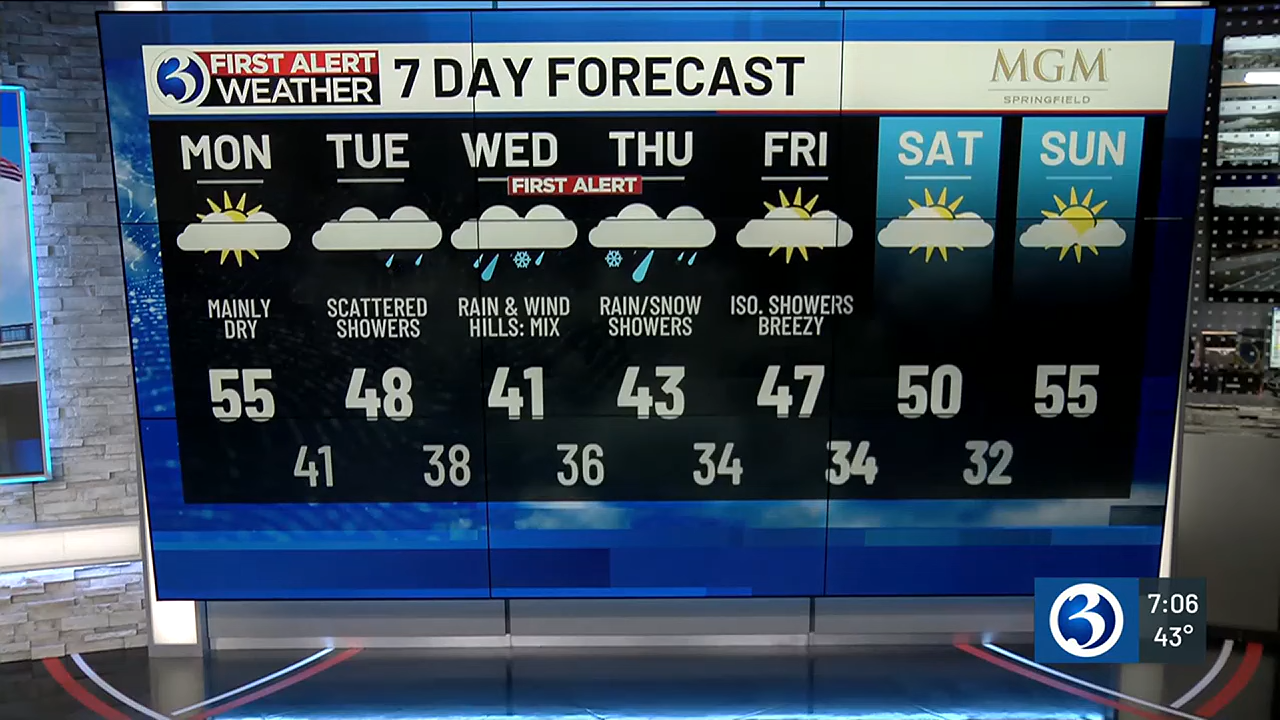 3 FIRST ALERT
WEATHER
7 DAY FORECAST
MGM
SPRINGFIELD
MON TUE WED THU FRI SAT SUN
FIRST ALERT
MAINLY
DRY
SCATTERED
SHOWERS
RAIN & WIND
HILLS: MIX
RAIN/SNOW
SHOWERS
ISO. SHOWERS
BREEZY
55 48 41 43 47 50 55
41 38 36 34 34 32
3
7:06
43°